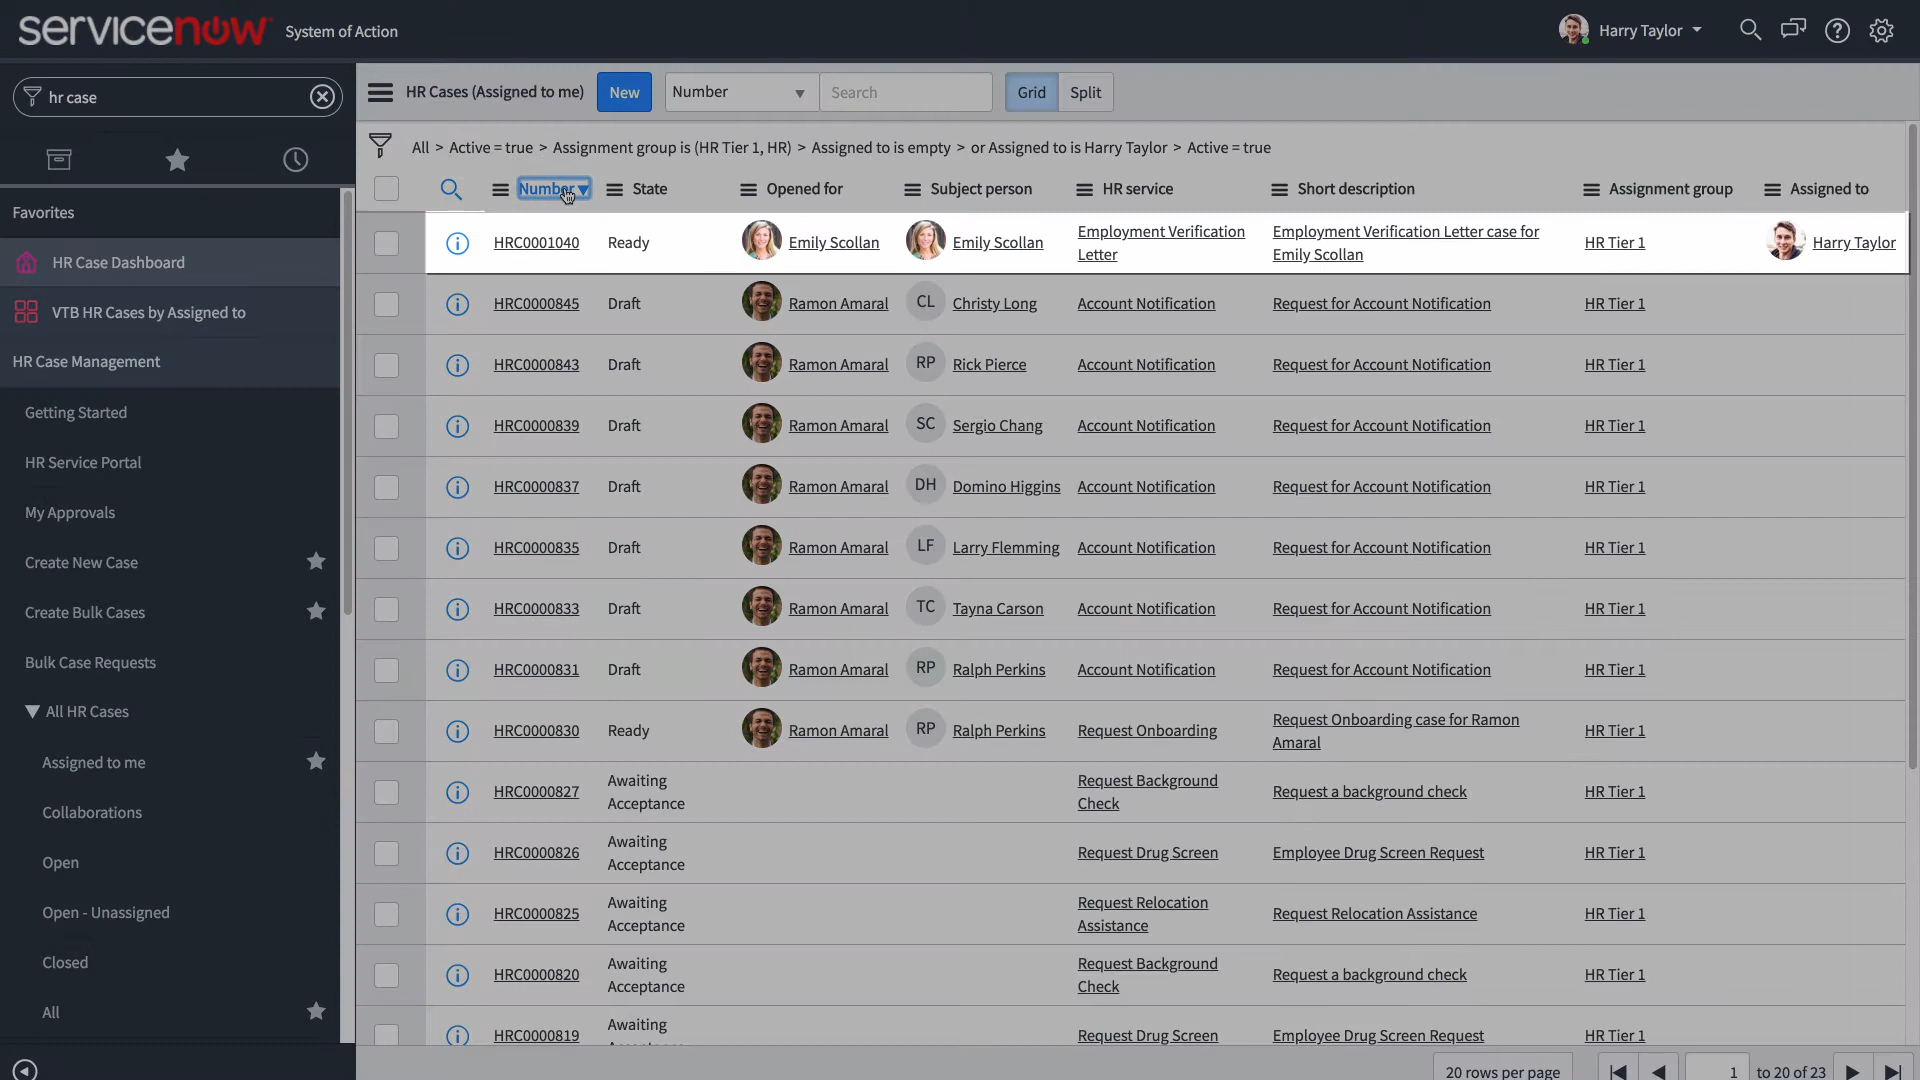 servicenow System of Action
Harry Taylor
hr case
Favorites
HR Case Dashboard
VTB HR Cases by Assigned to
HR Case Management
Getting Started
HR Service Portal
My Approvals
Create New Case
Create Bulk Cases
Bulk Case Requests
All HR Cases
Assigned to me
Collaborations
Open
Open - Unassigned
Closed
All
HR Cases (Assigned to me) New Number Search Grid Split
All > Active = true > Assignment group is (HR Tier 1, HR) > Assigned to is empty > or Assigned to is Harry Taylor > Active = true
Number State Opened for Subject person HR service Short description Assignment group Assigned to
HRC0001040 Ready Emily Scollan Emily Scollan Employment Verification Letter Employment Verification Letter case for Emily Scollan HR Tier 1 Harry Taylor
HRC0000845 Draft Ramon Amaral CL Christy Long Account Notification Request for Account Notification HR Tier 1
HRC0000843 Draft Ramon Amaral RP Rick Pierce Account Notification Request for Account Notification HR Tier 1
HRC0000839 Draft Ramon Amaral SC Sergio Chang Account Notification Request for Account Notification HR Tier 1
HRC0000837 Draft Ramon Amaral DH Domino Higgins Account Notification Request for Account Notification HR Tier 1
HRC0000835 Draft Ramon Amaral LF Larry Flemming Account Notification Request for Account Notification HR Tier 1
HRC0000833 Draft Ramon Amaral TC Tayna Carson Account Notification Request for Account Notification HR Tier 1
HRC0000831 Draft Ramon Amaral RP Ralph Perkins Account Notification Request for Account Notification HR Tier 1
HRC0000830 Ready Ramon Amaral RP Ralph Perkins Request Onboarding Request Onboarding case for Ramon Amaral HR Tier 1
HRC0000827 Awaiting Acceptance Request Background Check Request a background check HR Tier 1
HRC0000826 Awaiting Acceptance Request Drug Screen Employee Drug Screen Request HR Tier 1
HRC0000825 Awaiting Acceptance Request Relocation Assistance Request Relocation Assistance HR Tier 1
HRC0000820 Awaiting Acceptance Request Background Check Request a background check HR Tier 1
HRC0000819 Awaiting Request Drug Screen Employee Drug Screen Request HR Tier 1
20 rows per page 1 to 20 of 23